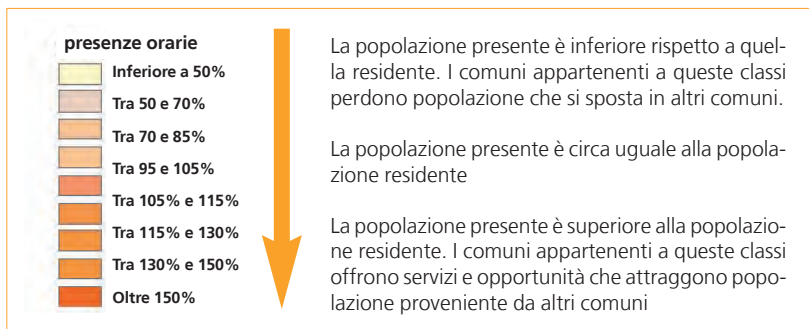 presenze orarie
Inferiore a 50%
Tra 50 e 70%
Tra 70 e 85%
Tra 95 e 105%
Tra 105% e 115%
Tra 115% e 130%
Tra 130% e 150%
Oltre 150%
La popolazione presente è inferiore rispetto a quel-
la residente. I comuni appartenenti a queste classi
perdono popolazione che si sposta in altri comuni.
La popolazione presente è circa uguale alla popola-
zione residente
La popolazione presente è superiore alla popolazio-
ne residente. I comuni appartenenti a queste classi
offrono servizi e opportunità che attraggono popo-
lazione proveniente da altri comuni